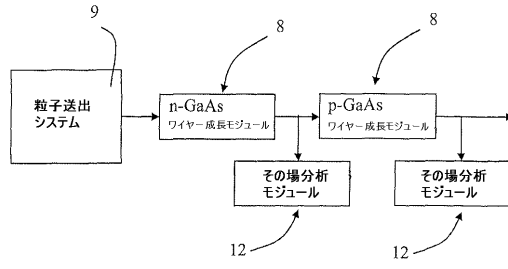 9
8
8
粒子送出
システム
n-GaAs
ワイヤー成長モジュール
p-GaAs
ワイヤー成長モジュール
その場分析
モジュール
その場分析
モジュール
12
12